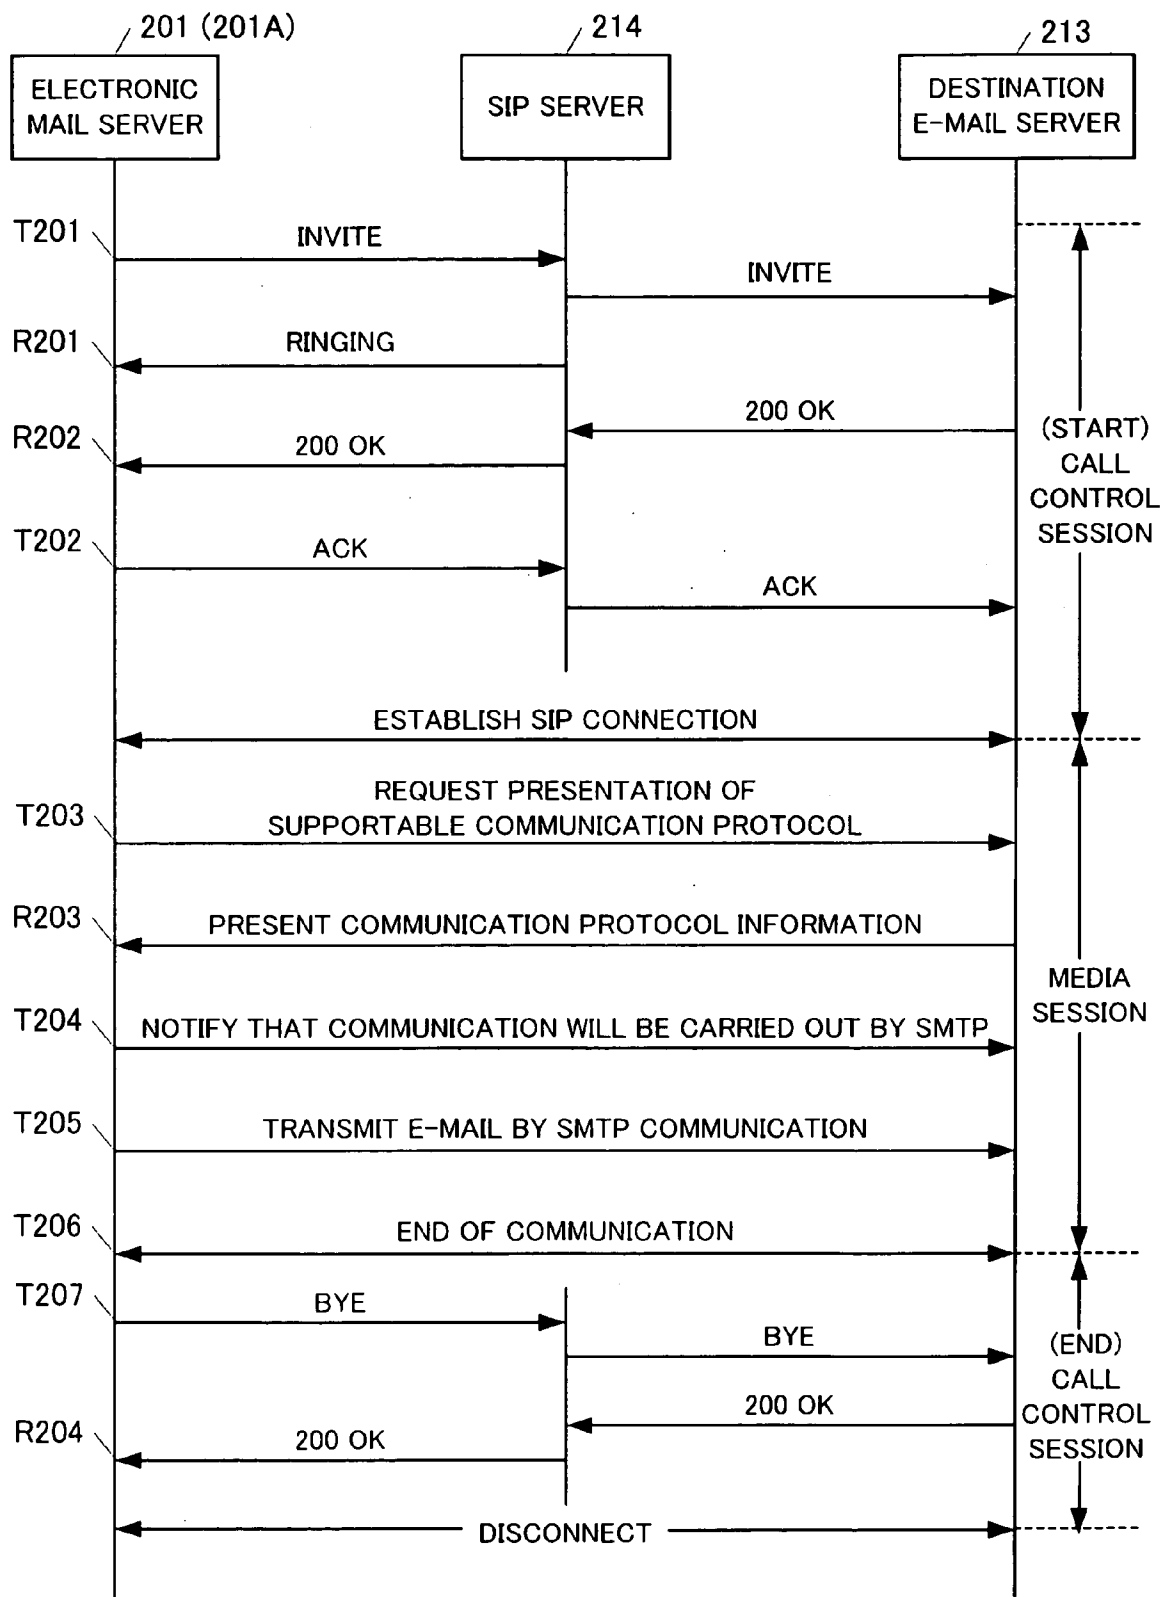 201 (201A)
214
213
ELECTRONIC
MAIL SERVER
SIP SERVER
DESTINATION
E-MAIL SERVER
T201
INVITE
INVITE
R201
RINGING
200 OK
R202
200 OK
(START)
CALL
CONTROL
SESSION
T202
ACK
ACK
ESTABLISH SIP CONNECTION
T203
REQUEST PRESENTATION OF
SUPPORTABLE COMMUNICATION PROTOCOL
R203
PRESENT COMMUNICATION PROTOCOL INFORMATION
MEDIA
SESSION
T204
NOTIFY THAT COMMUNICATION WILL BE CARRIED OUT BY SMTP
T205
TRANSMIT E-MAIL BY SMTP COMMUNICATION
T206
END OF COMMUNICATION
T207
BYE
BYE
(END)
CALL
CONTROL
SESSION
200 OK
R204
200 OK
DISCONNECT